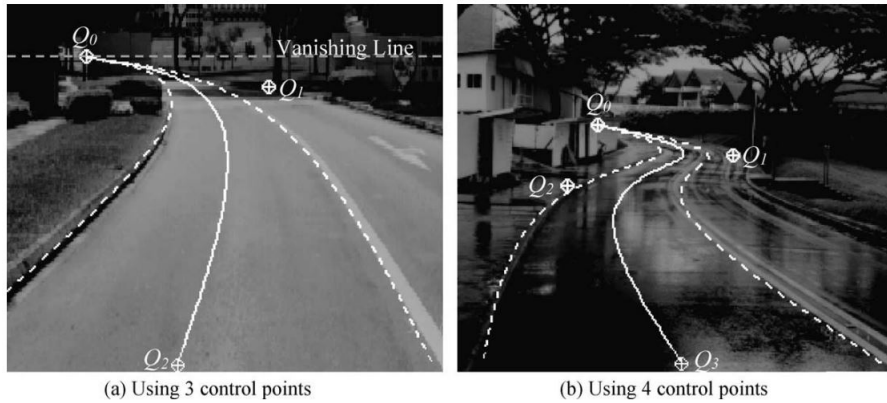 Q0
Vanishing Line
Q1
Q2
(a) Using 3 control points
Q0
Q1
Q2
Q3
(b) Using 4 control points